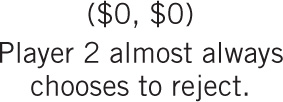 ($0, $0)
Player 2 almost always
chooses to reject.